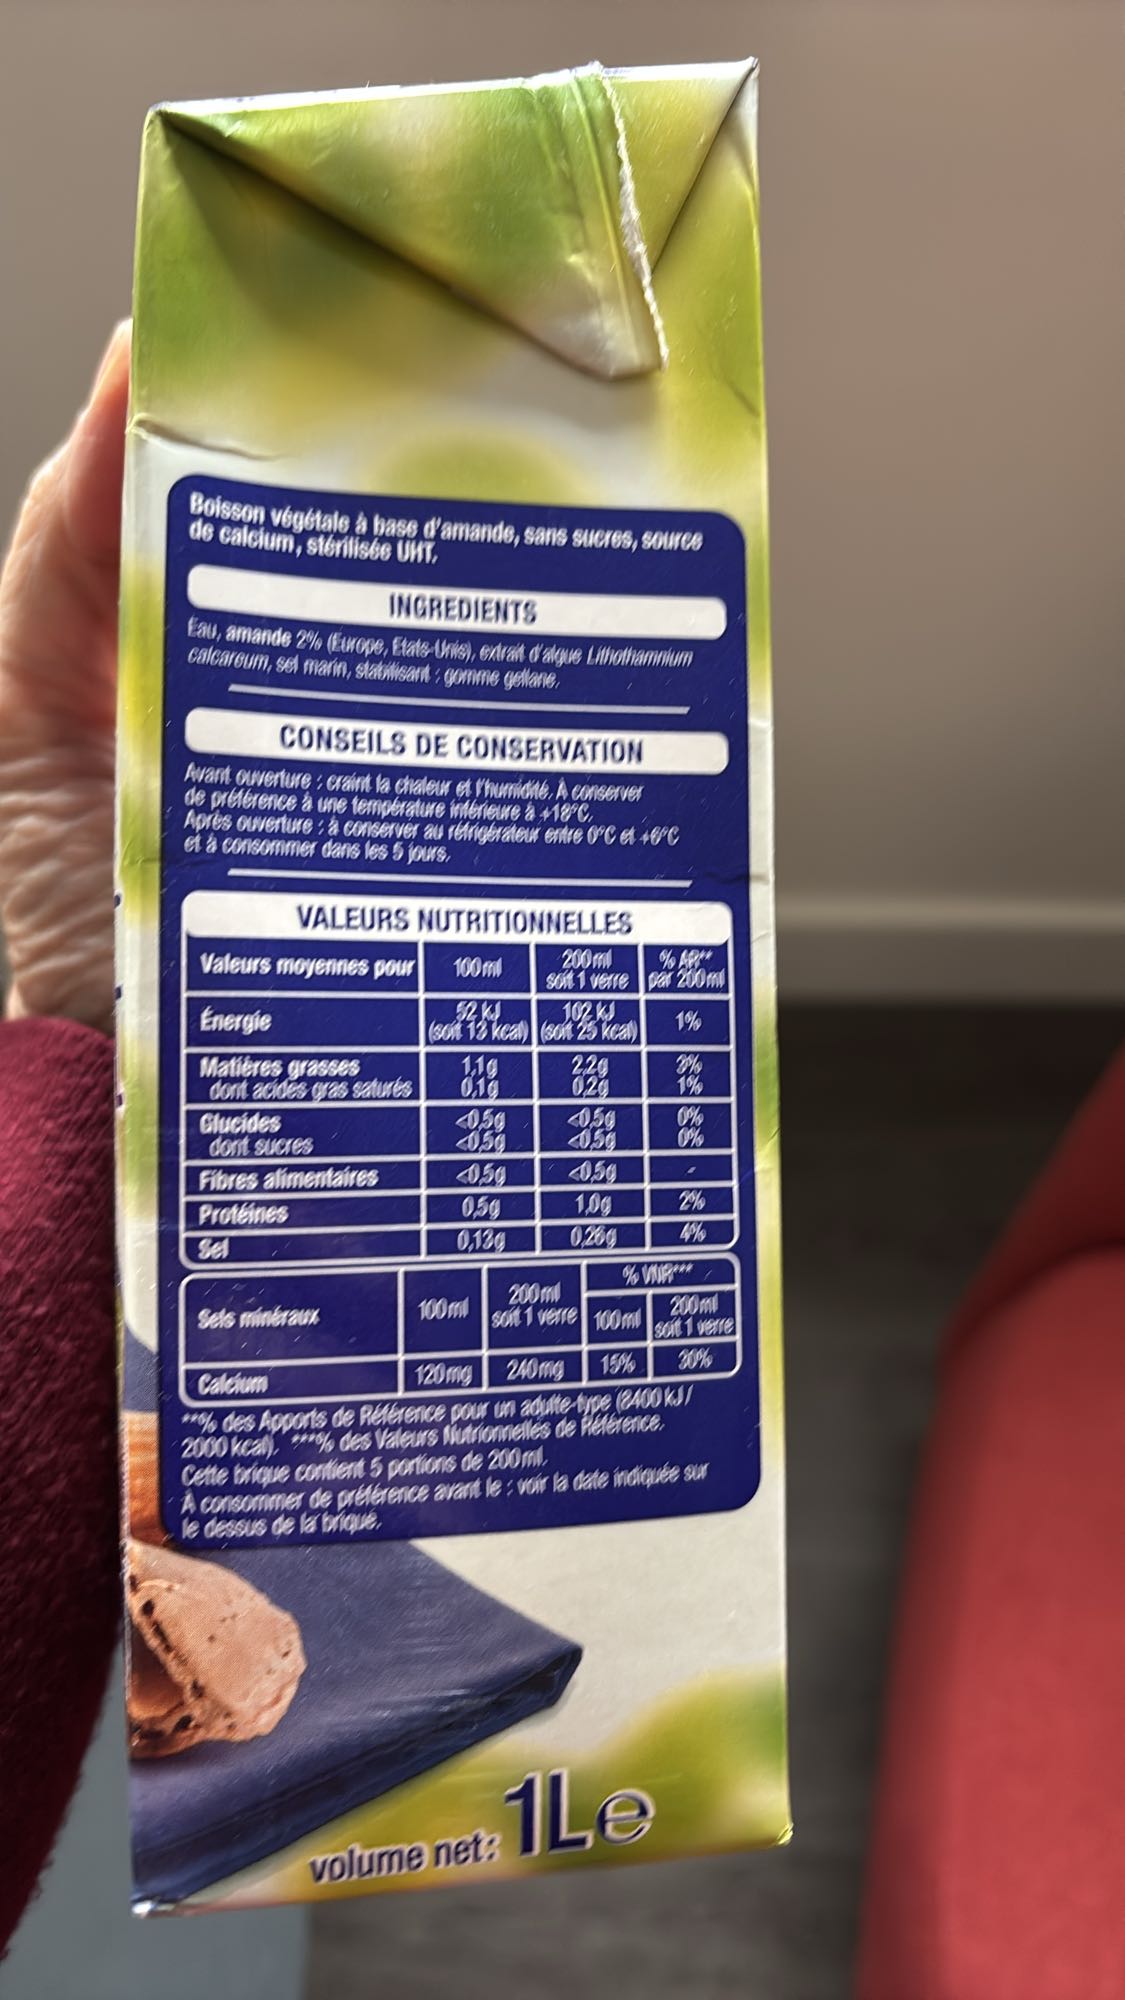 Boisson végétale à base d'amande, sans sucres, source
de calcium, stérilisée UHT.
INGREDIENTS
Eau, amande 2% (Europe, Etats-Unis), extrait d'algue Lithothamnium
calcareum, sel marin, stabilisant : gomme gellane.
CONSEILS DE CONSERVATION
Avant ouverture : craint la chaleur et l'humidité. À conserver
de préférence à une température inférieure à +18°C.
Après ouverture : à conserver au réfrigérateur entre 0°C et +6°C
et à consommer dans les 5 jours.
VALEURS NUTRITIONNELLES
Valeurs moyennes pour 100ml 200ml soit 1 verre % AR** par 200ml
Énergie 52 kJ (soit 13 kcal) 102 kJ (soit 25 kcal) 1%
Matières grasses 1,1g 2,2g 3%
dont acides gras saturés 0,1g 0,2g 1%
Glucides <0,5g <0,5g 0%
dont sucres <0,5g <0,5g 0%
Fibres alimentaires <0,5g <0,5g -
Protéines 0,5g 1,0g 2%
Sel 0,13g 0,26g 4%
% VNR***
Sels minéraux 100ml 200ml soit 1 verre 100ml 200ml soit 1 verre
Calcium 120mg 240mg 15% 30%
**% des Apports de Référence pour un adulte-type (8400 kJ /
2000 kcal). ***% des Valeurs Nutritionnelles de Référence.
Cette brique contient 5 portions de 200ml.
A consommer de préférence avant le : voir la date indiquée sur
le dessus de la brique.
volume net: 1L e